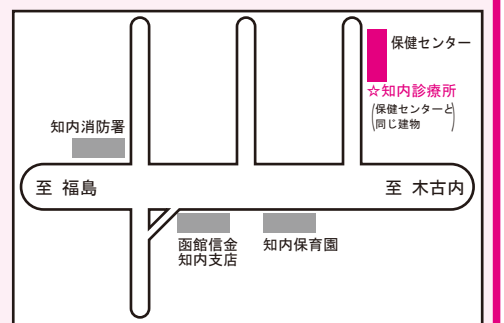 保健センター
☆知内診療所
(保健センターと
同じ建物)
知内消防署
至 福島
至 木古内
函館信金
知内支店
知内保育園